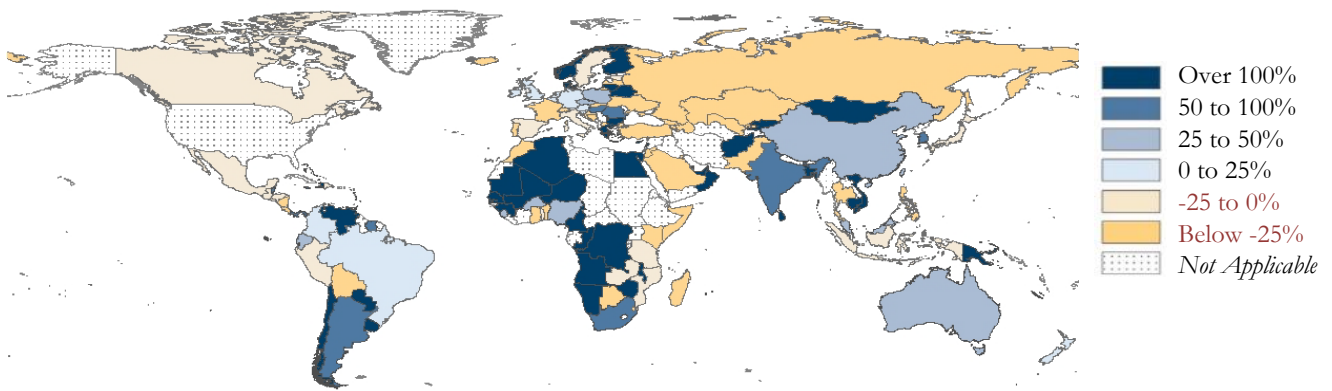 Over 100%
50 to 100%
25 to 50%
0 to 25%
-25 to 0%
Below -25%
Not Applicable